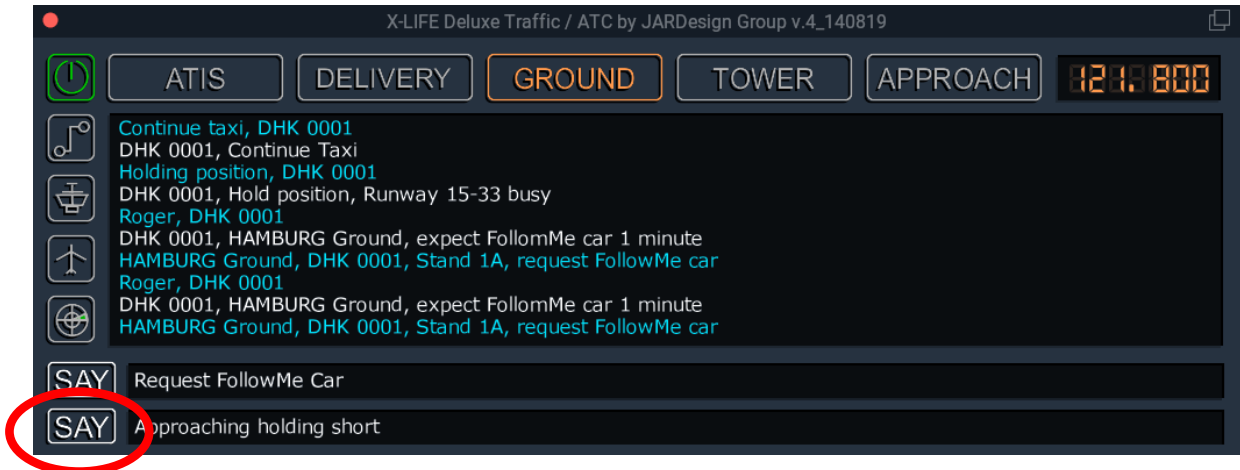 X-LIFE Deluxe Traffic / ATC by JARDesign Group v.4_140819
ATIS DELIVERY GROUND TOWER APPROACH 121.800
Continue taxi, DHK 0001
DHK 0001, Continue Taxi
Holding position, DHK 0001
DHK 0001, Hold position, Runway 15-33 busy
Roger, DHK 0001
DHK 0001, HAMBURG Ground, expect FollomMe car 1 minute
HAMBURG Ground, DHK 0001, Stand 1A, request FollowMe car
Roger, DHK 0001
DHK 0001, HAMBURG Ground, expect FollomMe car 1 minute
HAMBURG Ground, DHK 0001, Stand 1A, request FollowMe car
SAY Request FollowMe Car
SAY Approaching holding short